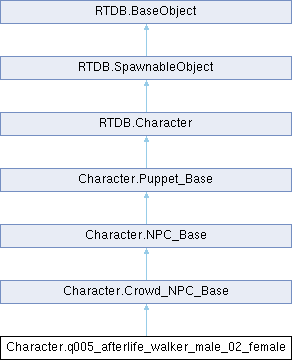 RTDB.BaseObject
RTDB.SpawnableObject
RTDB.Character
Character.Puppet_Base
Character.NPC_Base
Character.Crowd_NPC_Base
Character.q005_afterlife_walker_male_02_female